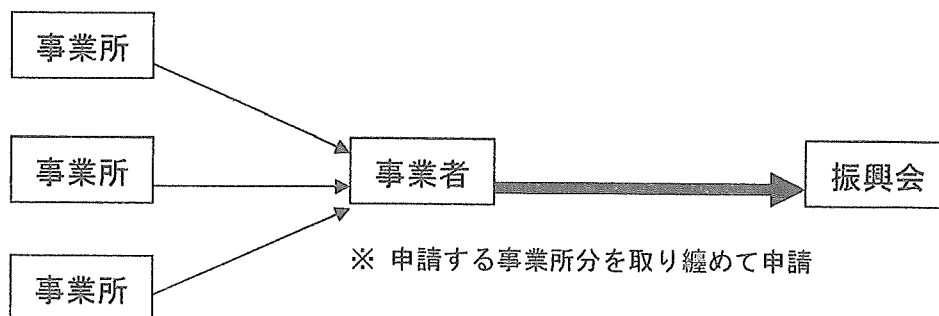 事業所
事業所
事業者
振興会
※ 申請する事業所分を取り纏めて申請
事業所